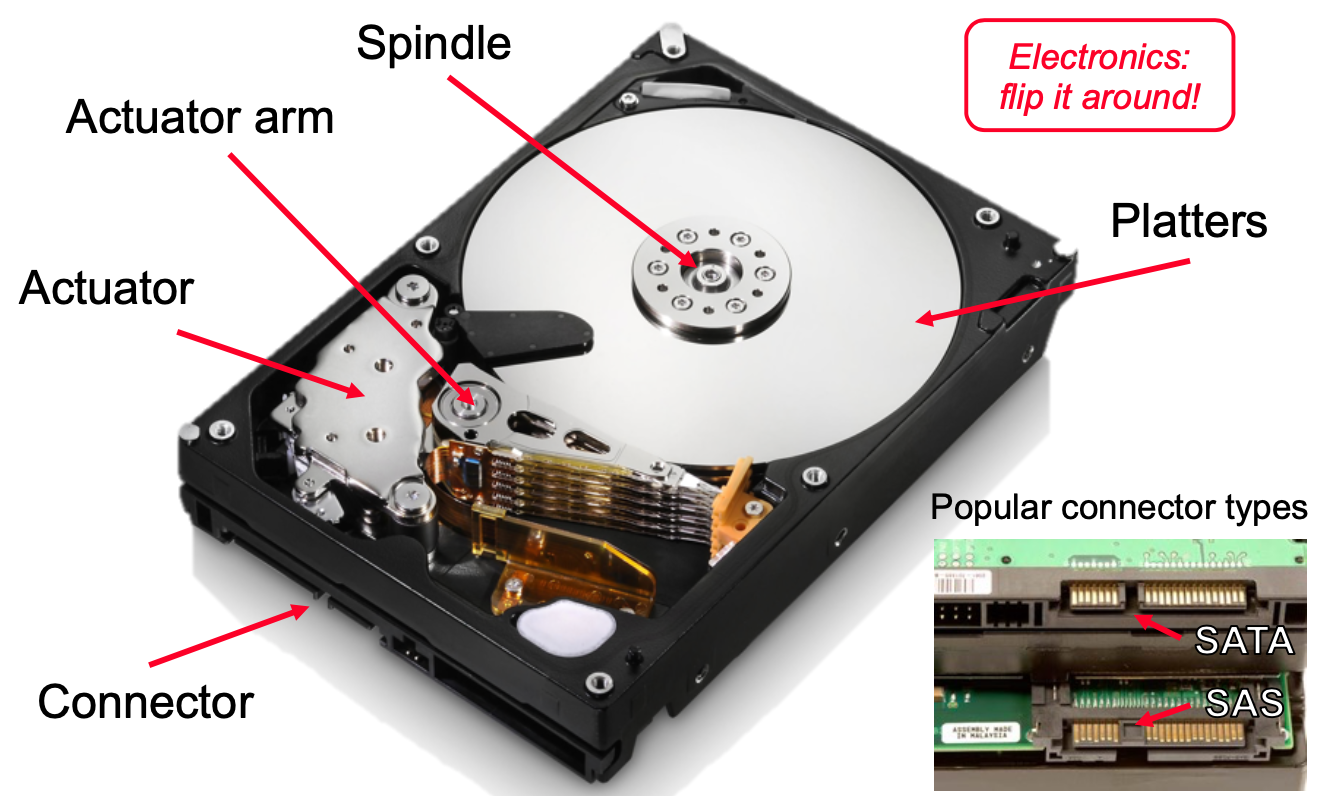 Spindle
Electronics:
flip it around!
Actuator arm
Platters
Actuator
Popular connector types
SATA
SAS
ASSEMBLY MADE
IN MALAYSIA
Connector